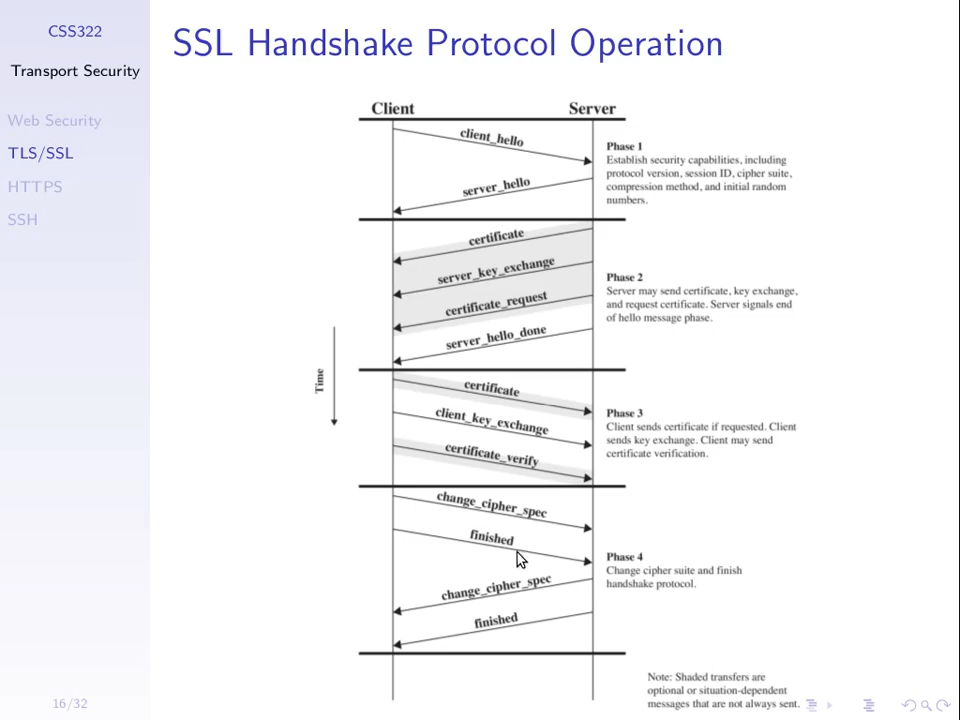 CSS322
Transport Security
Web Security
TLS/SSL
HTTPS
SSH
16/32
SSL Handshake Protocol Operation
Client
Server
client_hello
server_hello
Phase 1
Establish security capabilities, including
protocol version, session ID, cipher suite,
compression method, and initial random
numbers.
certificate
server_key_exchange
certificate_request
server_hello_done
Phase 2
Server may send certificate, key exchange,
and request certificate. Server signals end
of hello message phase.
Time
certificate
client_key_exchange
certificate_verify
Phase 3
Client sends certificate if requested. Client
sends key exchange. Client may send
certificate verification.
change_cipher_spec
finished
change_cipher_spec
finished
Phase 4
Change cipher suite and finish
handshake protocol.
Note: Shaded transfers are
optional or situation-dependent
messages that are not always sent.